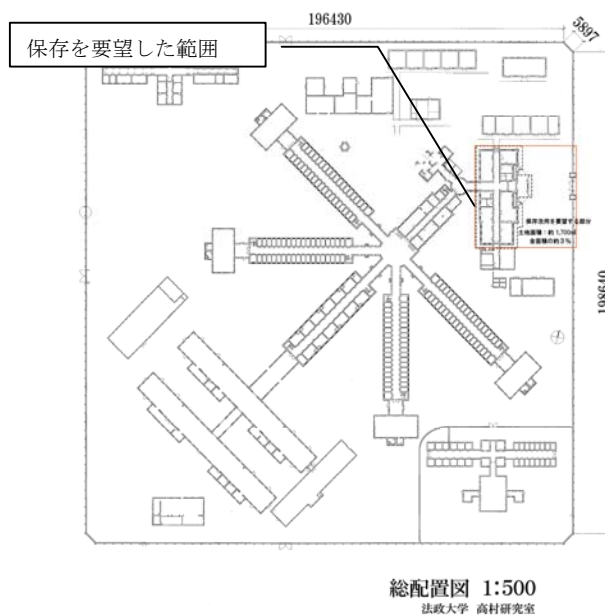 196430
5897
保存を要望した範囲
保存活用を要望する部分
土地面積：約1,700㎡
全面積の約3％
198640
総配置図 1:500
法政大学 高村研究室